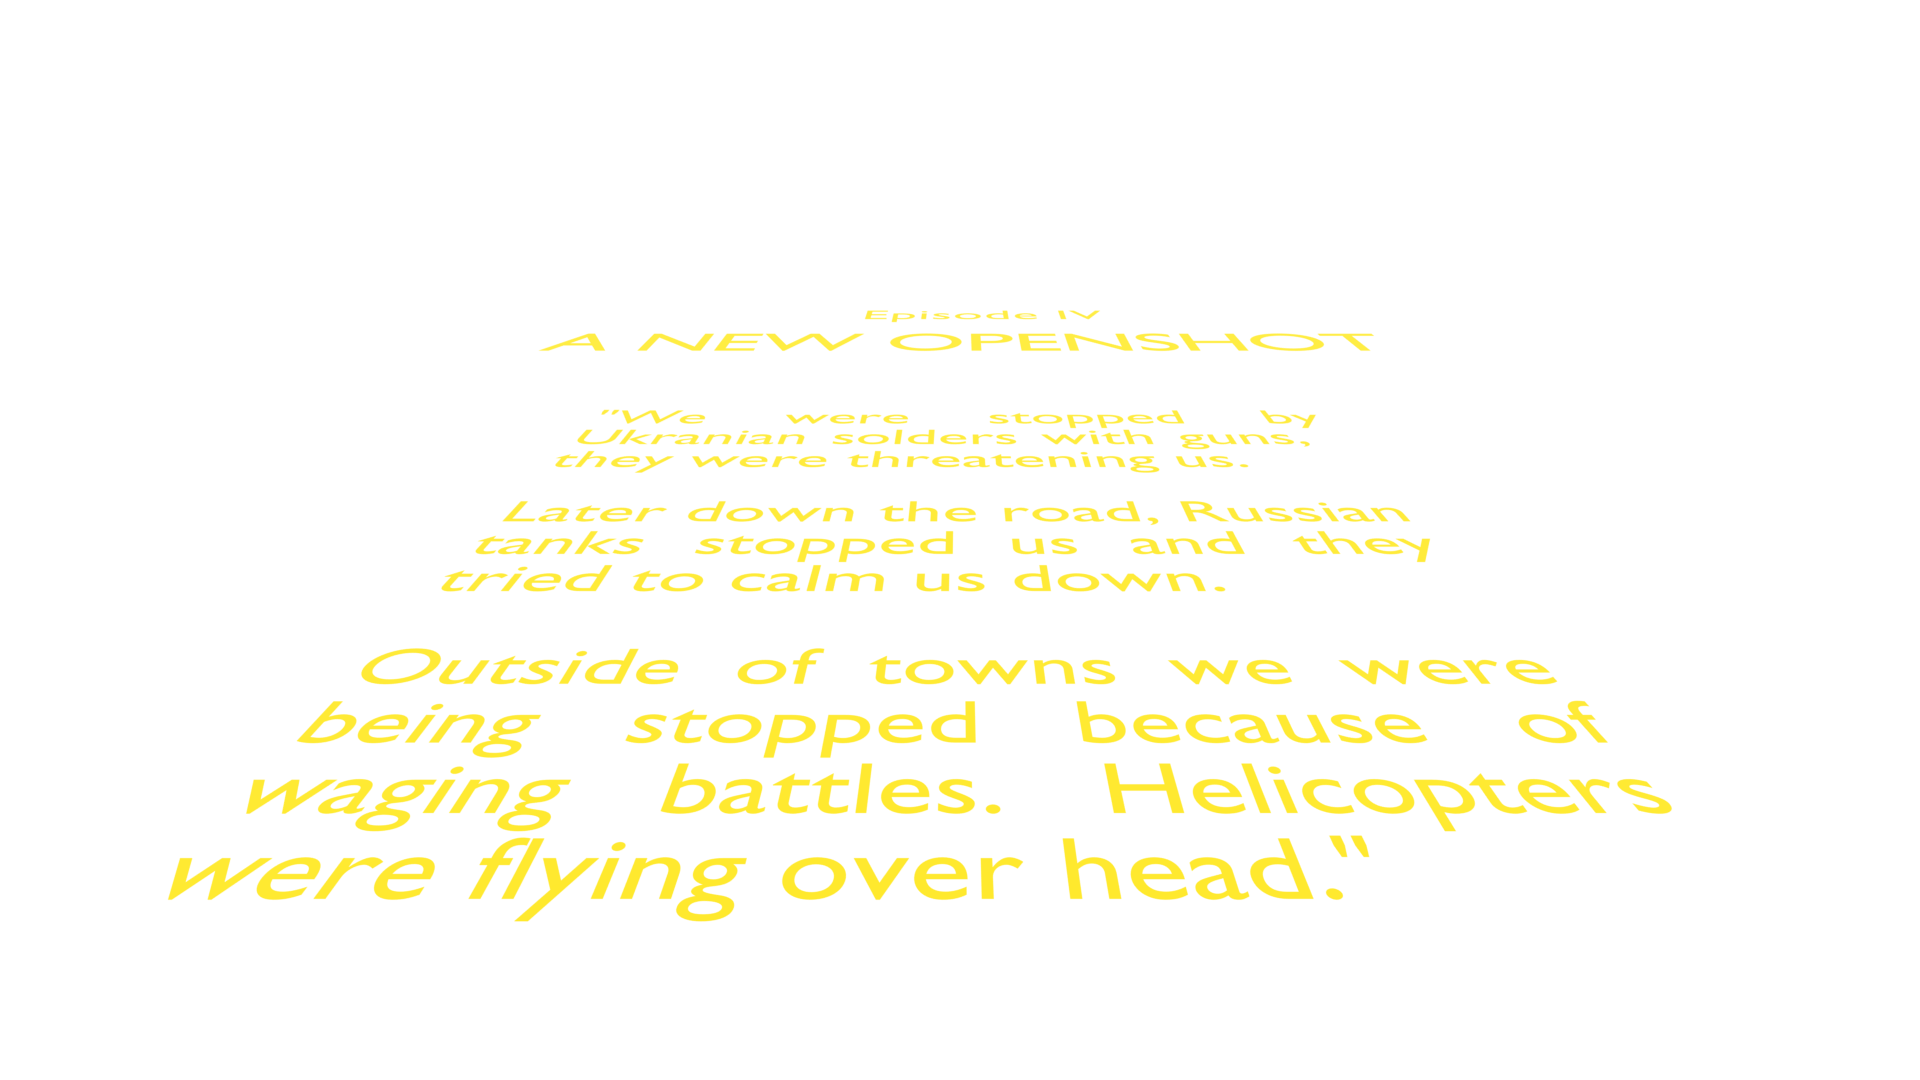 Episode IV
A NEW OPENSHOT
"We were stopped by
Ukranian solders with guns,
they were threatening us.
Later down the road, Russian
tanks stopped us and they
tried to calm us down.
Outside of towns we were
being stopped because of
waging battles. Helicopters
were flying over head."